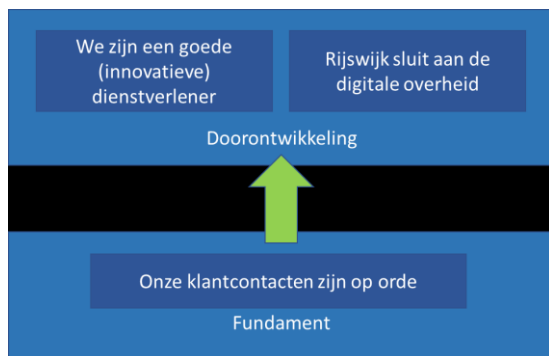 We zijn een goede
(innovatieve)
dienstverlener
Rijswijk sluit aan de
digitale overheid
Doorontwikkeling
Onze klantcontacten zijn op orde
Fundament